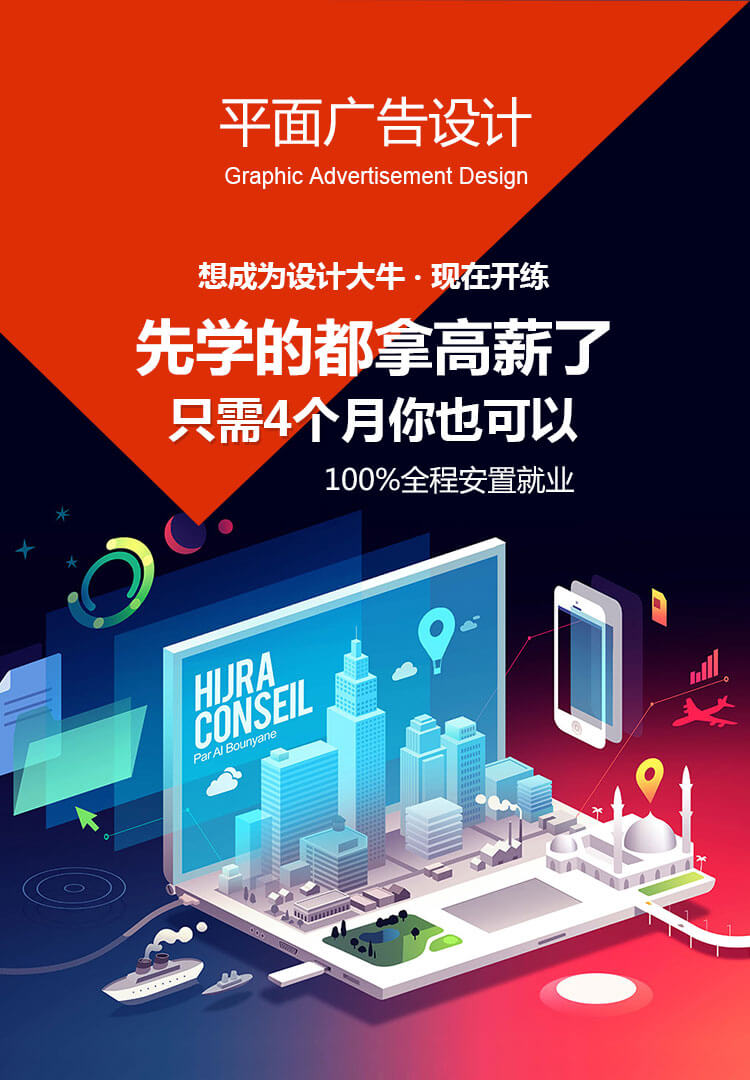 平面广告设计
Graphic Advertisement Design
想成为设计大牛·现在开练
先学的都拿高薪了
只需4个月你也可以
100%全程安置就业
HIJRA
CONSEIL
Par Al Bounyane